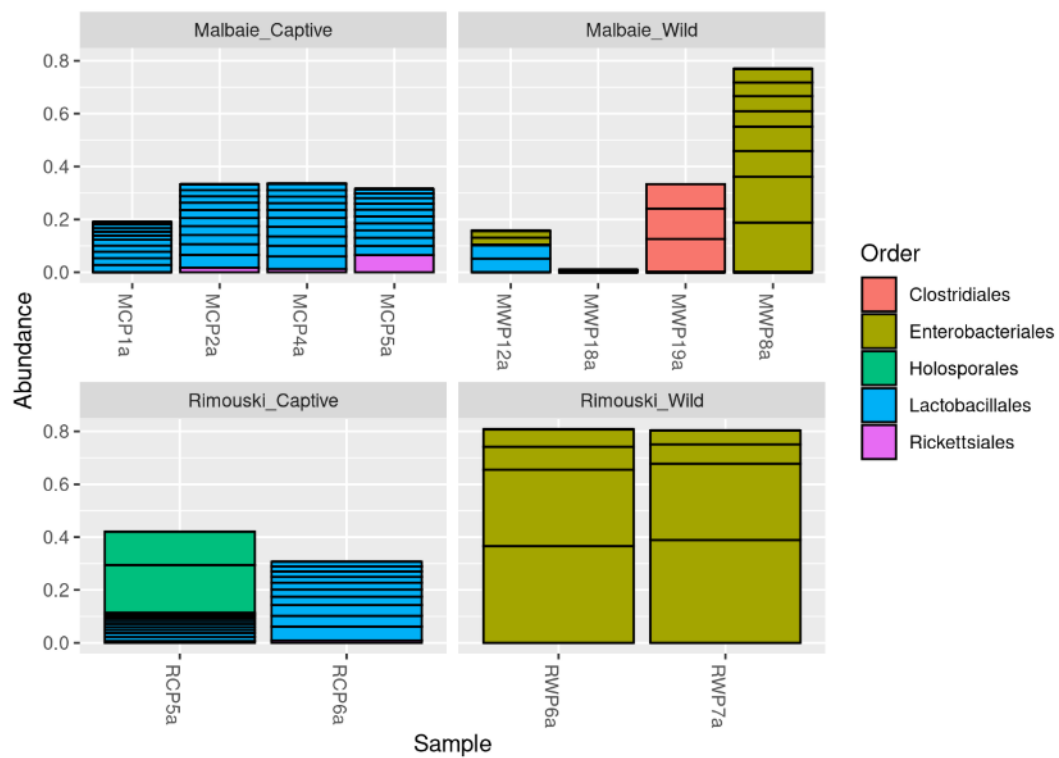 Malbaie_Captive
Malbaie_Wild
0.8
0.6
0.4
0.2
0.0
MCP1a
MCP2a
MCP4a
MCP5a
MWP12a
MWP18a
MWP19a
MWP8a
Abundance
Rimouski_Captive
Rimouski_Wild
0.8
0.6
0.4
0.2
0.0
RCP5a
RCP6a
RWP6a
RWP7a
Sample
Order
Clostridiales
Enterobacteriales
Holosporales
Lactobacillales
Rickettsiales